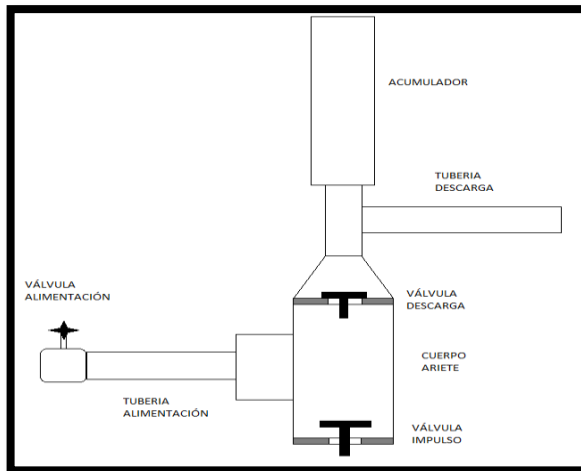 ACUMULADOR
TUBERIA
DESCARGA
VÁLVULA
ALIMENTACIÓN
VÁLVULA
DESCARGA
CUERPO
ARIETE
TUBERIA
ALIMENTACIÓN
VÁLVULA
IMPULSO